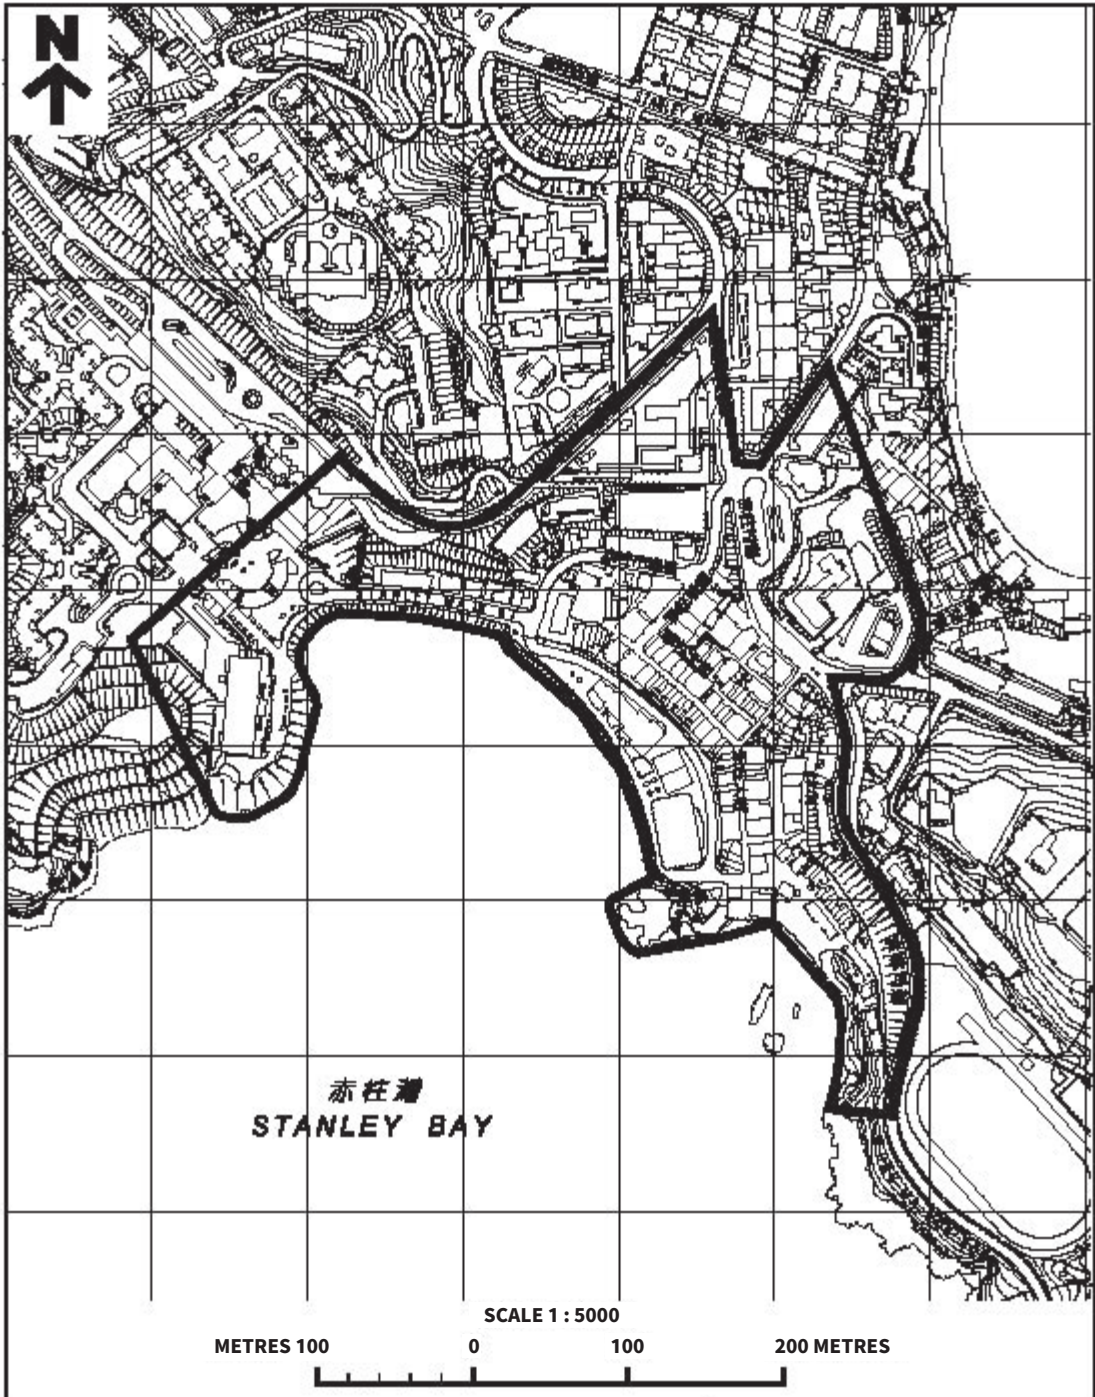 N
赤柱灣
STANLEY BAY
SCALE 1 : 5000
METRES 100 0 100 200 METRES